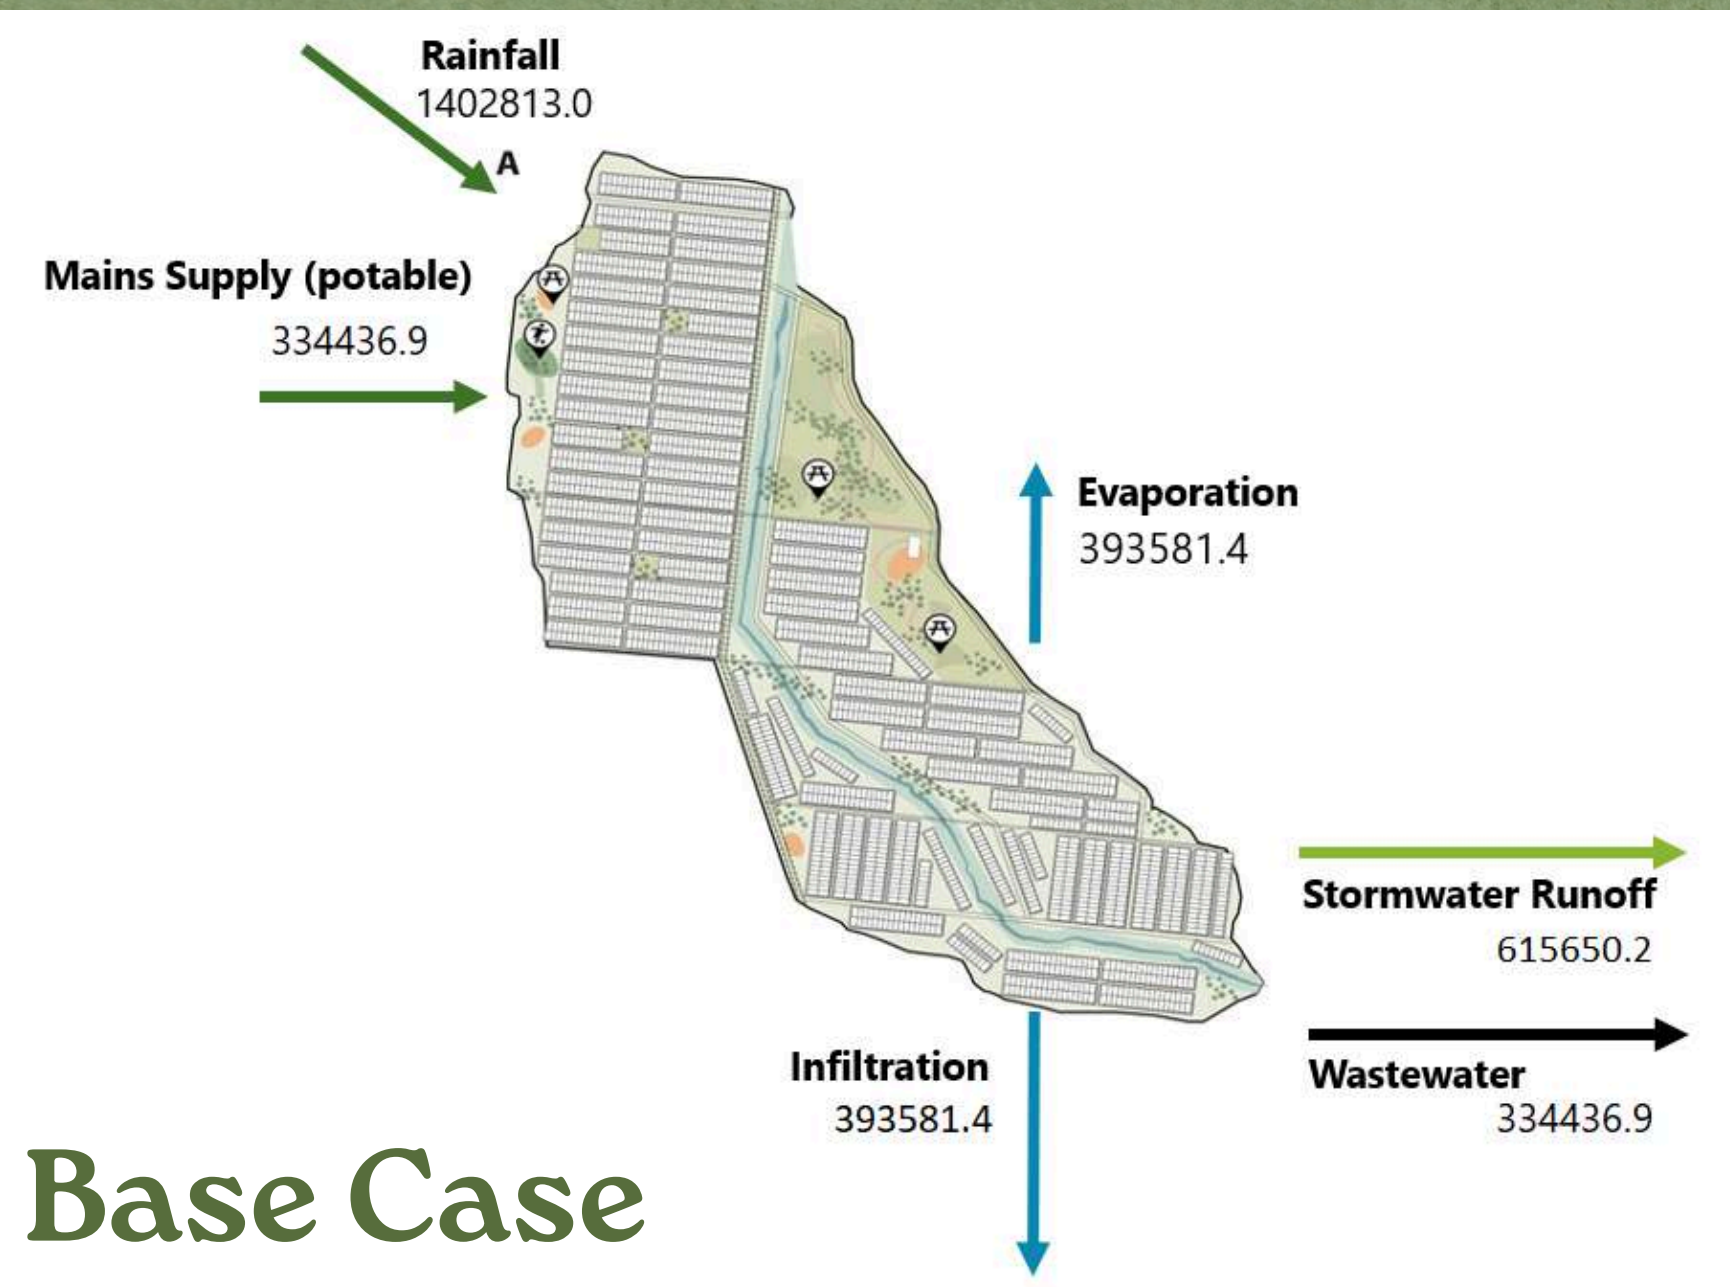 Rainfall
1402813.0
A
Mains Supply (potable)
334436.9
Evaporation
393581.4
Stormwater Runoff
615650.2
Infiltration
393581.4
Wastewater
334436.9
Base Case